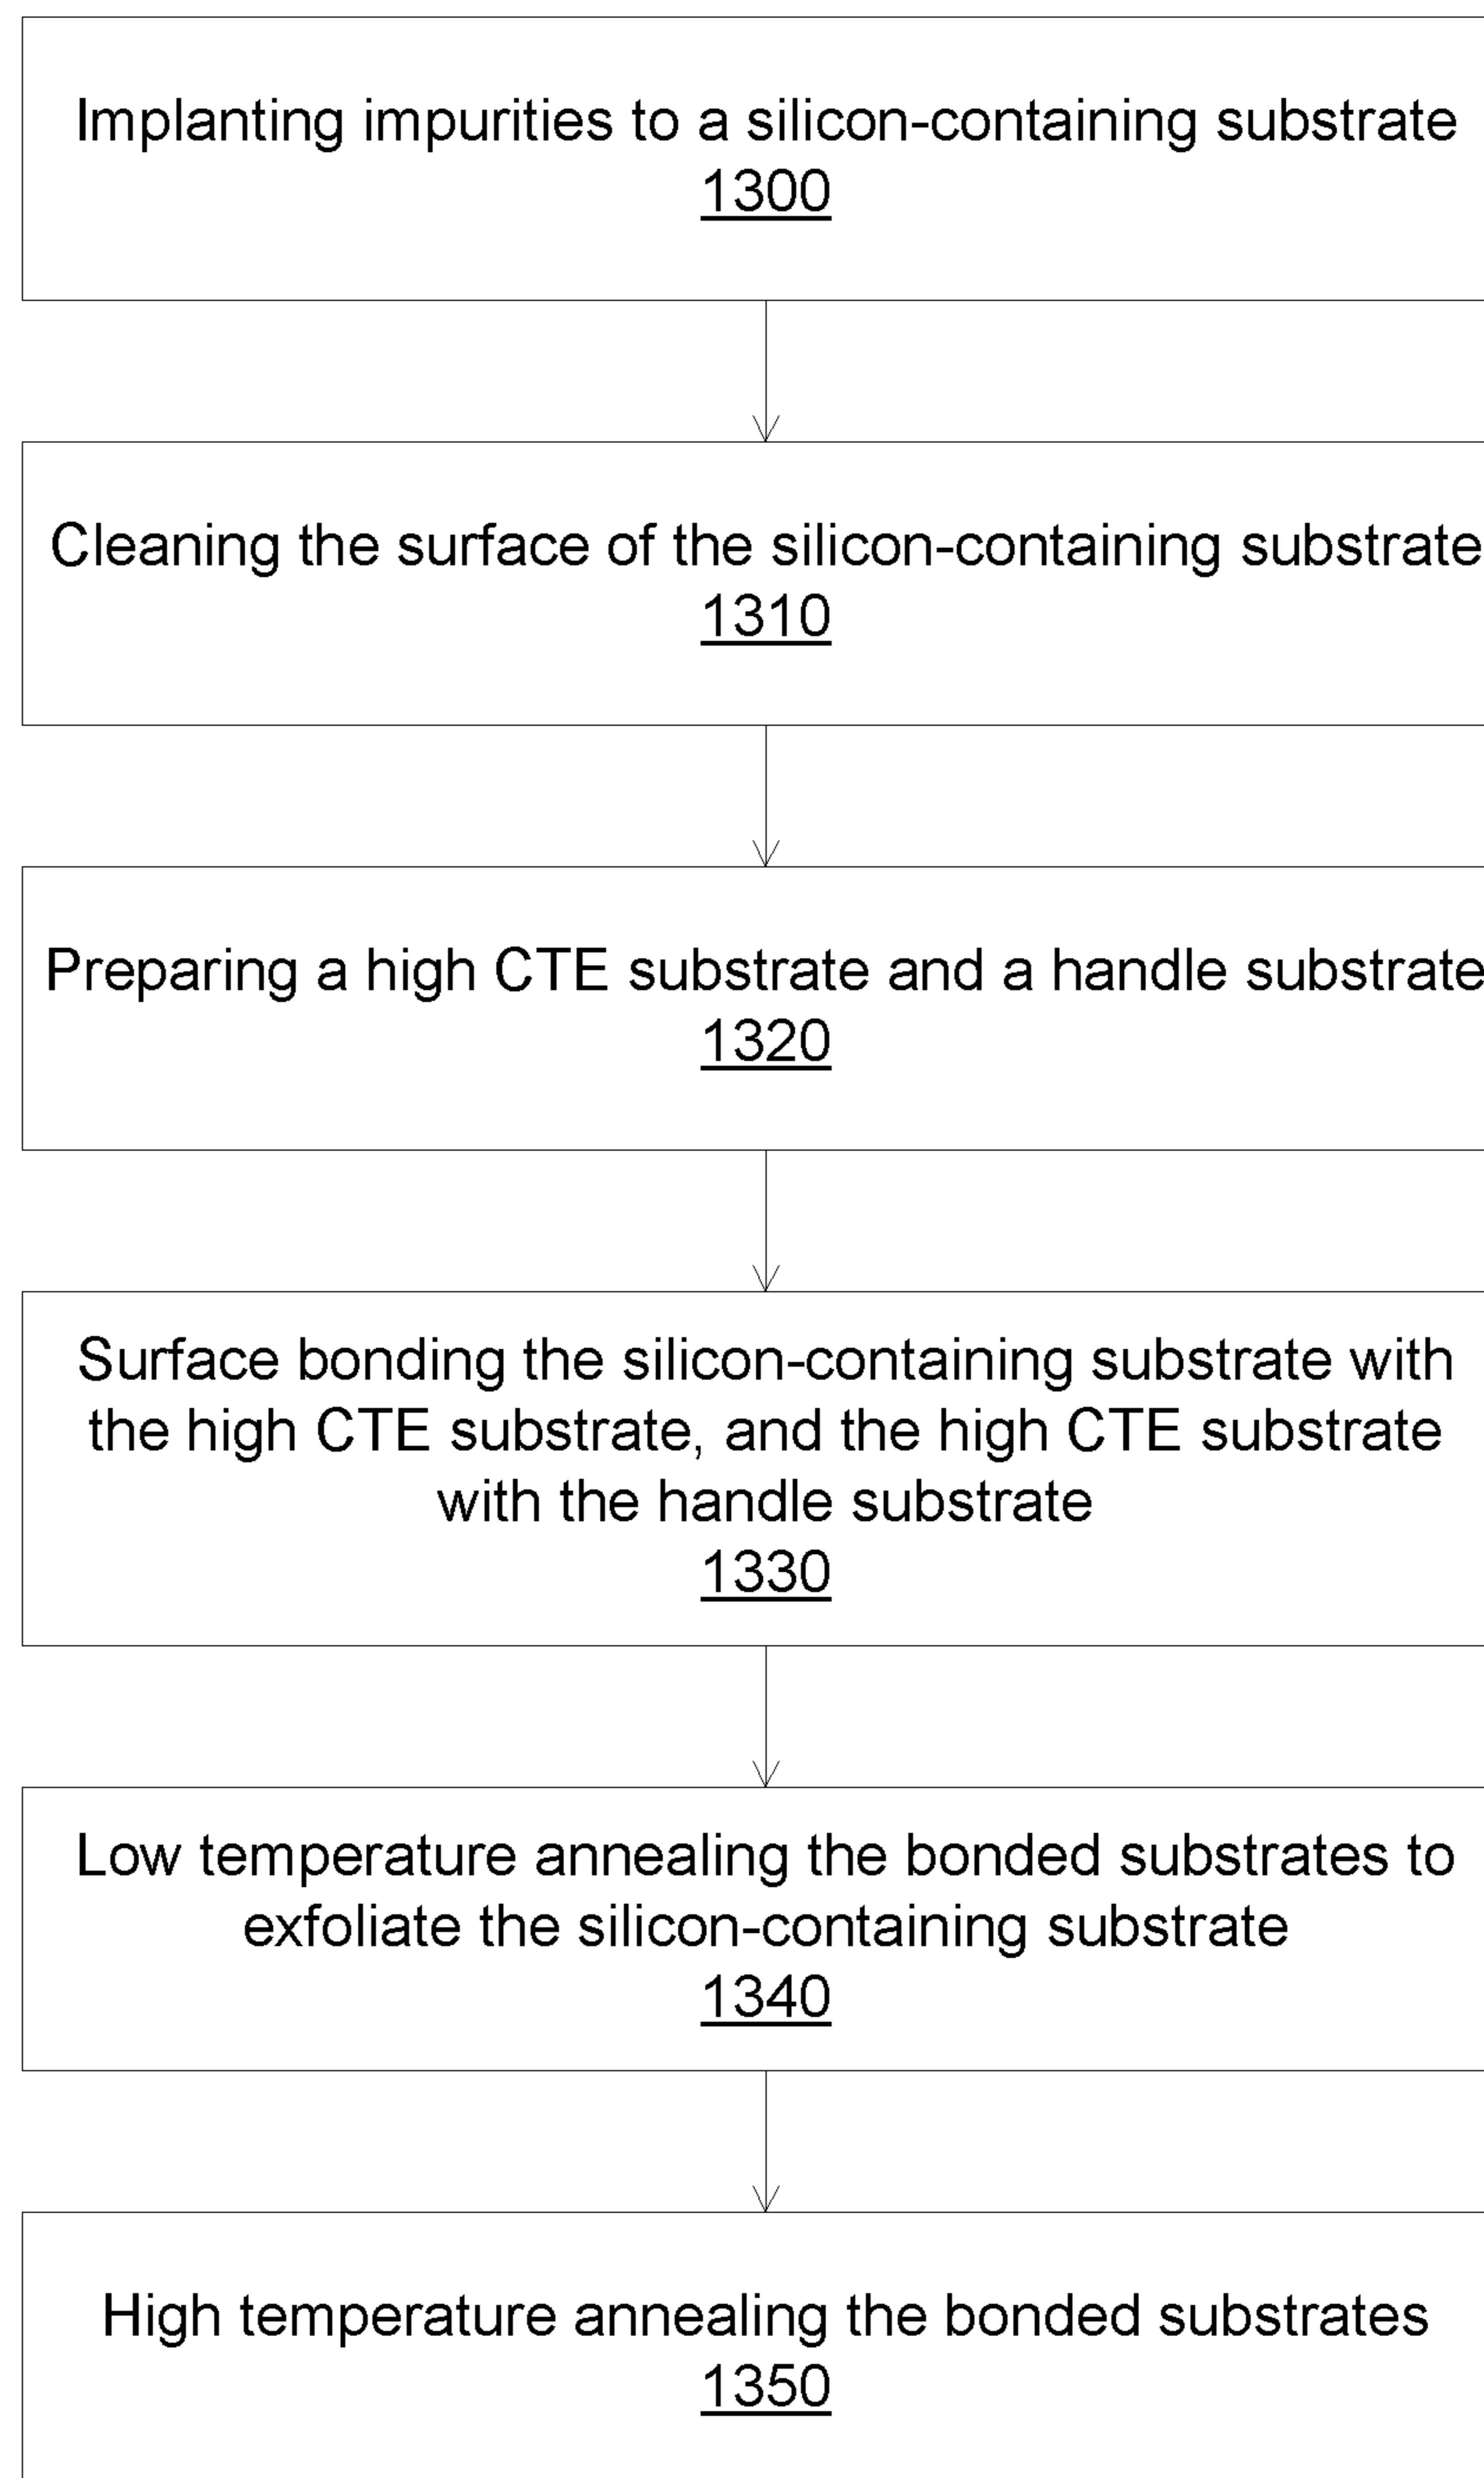 Implanting impurities to a silicon-containing substrate
1300
Cleaning the surface of the silicon-containing substrate
1310
Preparing a high CTE substrate and a handle substrate
1320
Surface bonding the silicon-containing substrate with
the high CTE substrate, and the high CTE substrate
with the handle substrate
1330
Low temperature annealing the bonded substrates to
exfoliate the silicon-containing substrate
1340
High temperature annealing the bonded substrates
1350